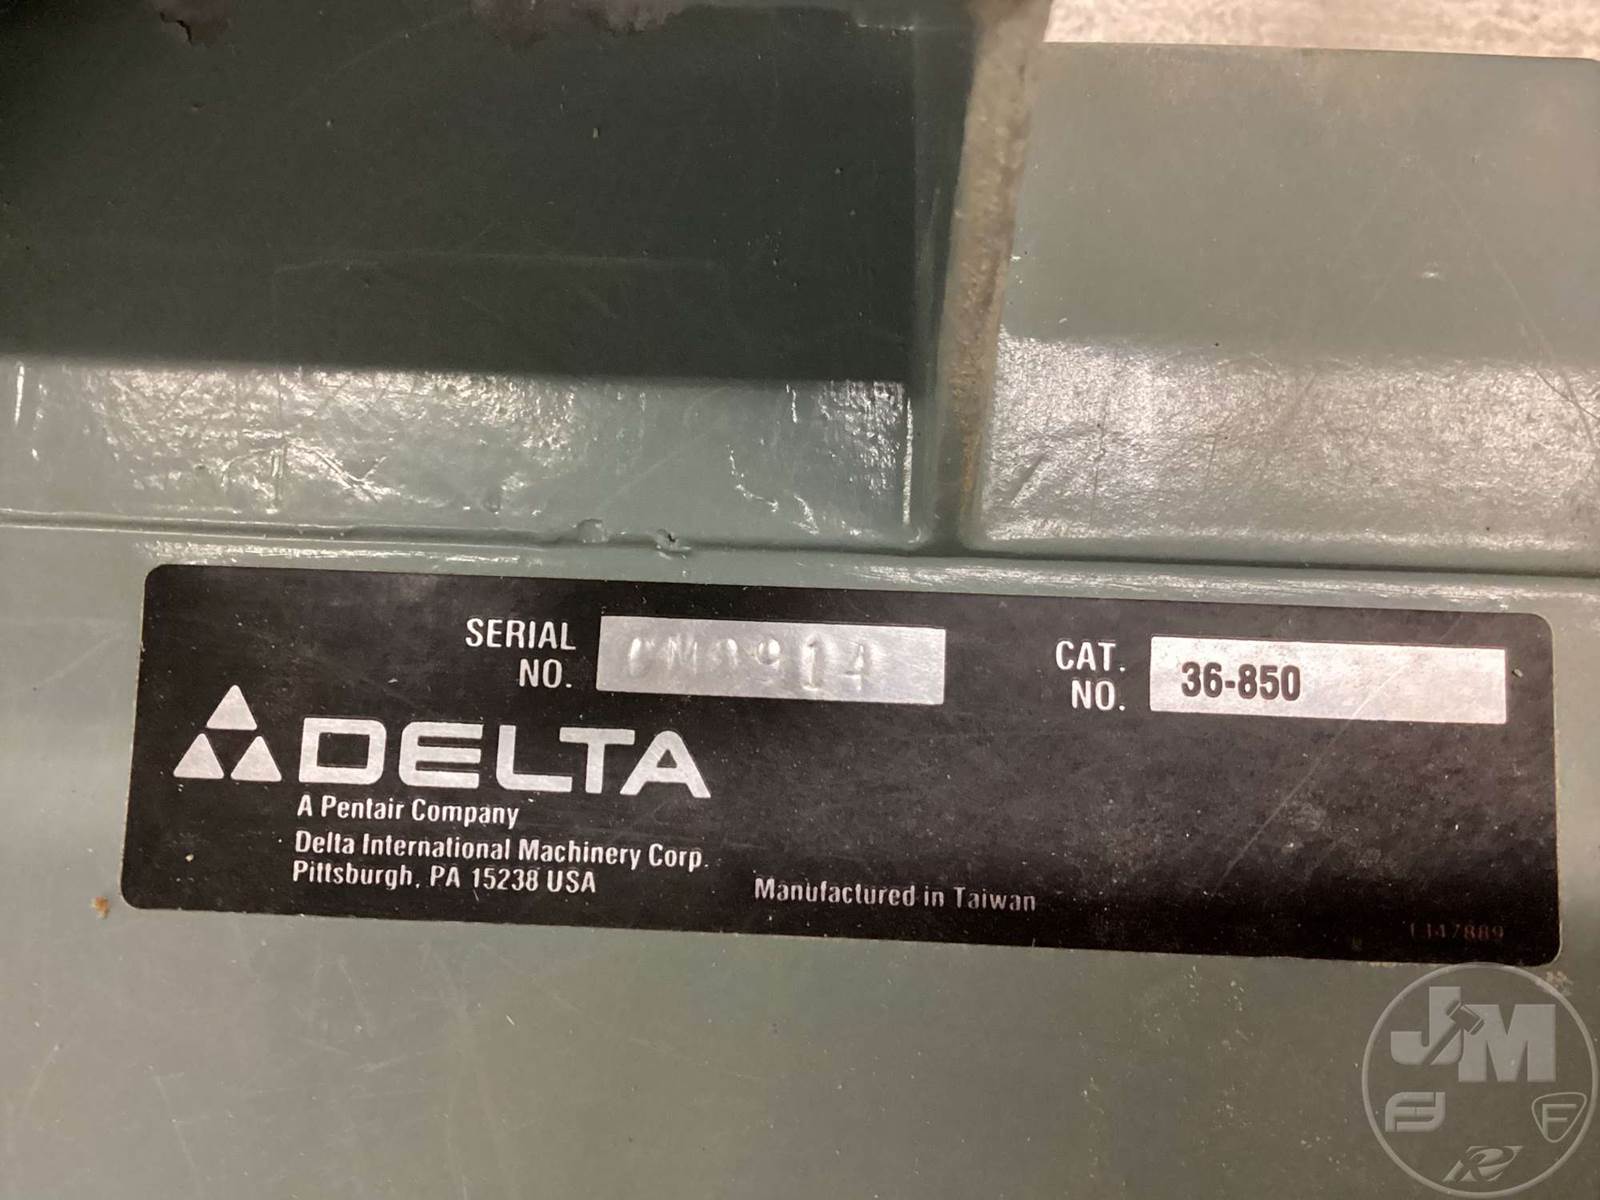 SERIAL NO.
CAT. NO. 36-850
DELTA
A Pentair Company
Delta International Machinery Corp.
Pittsburgh, PA 15238 USA
Manufactured in Taiwan
JM
F